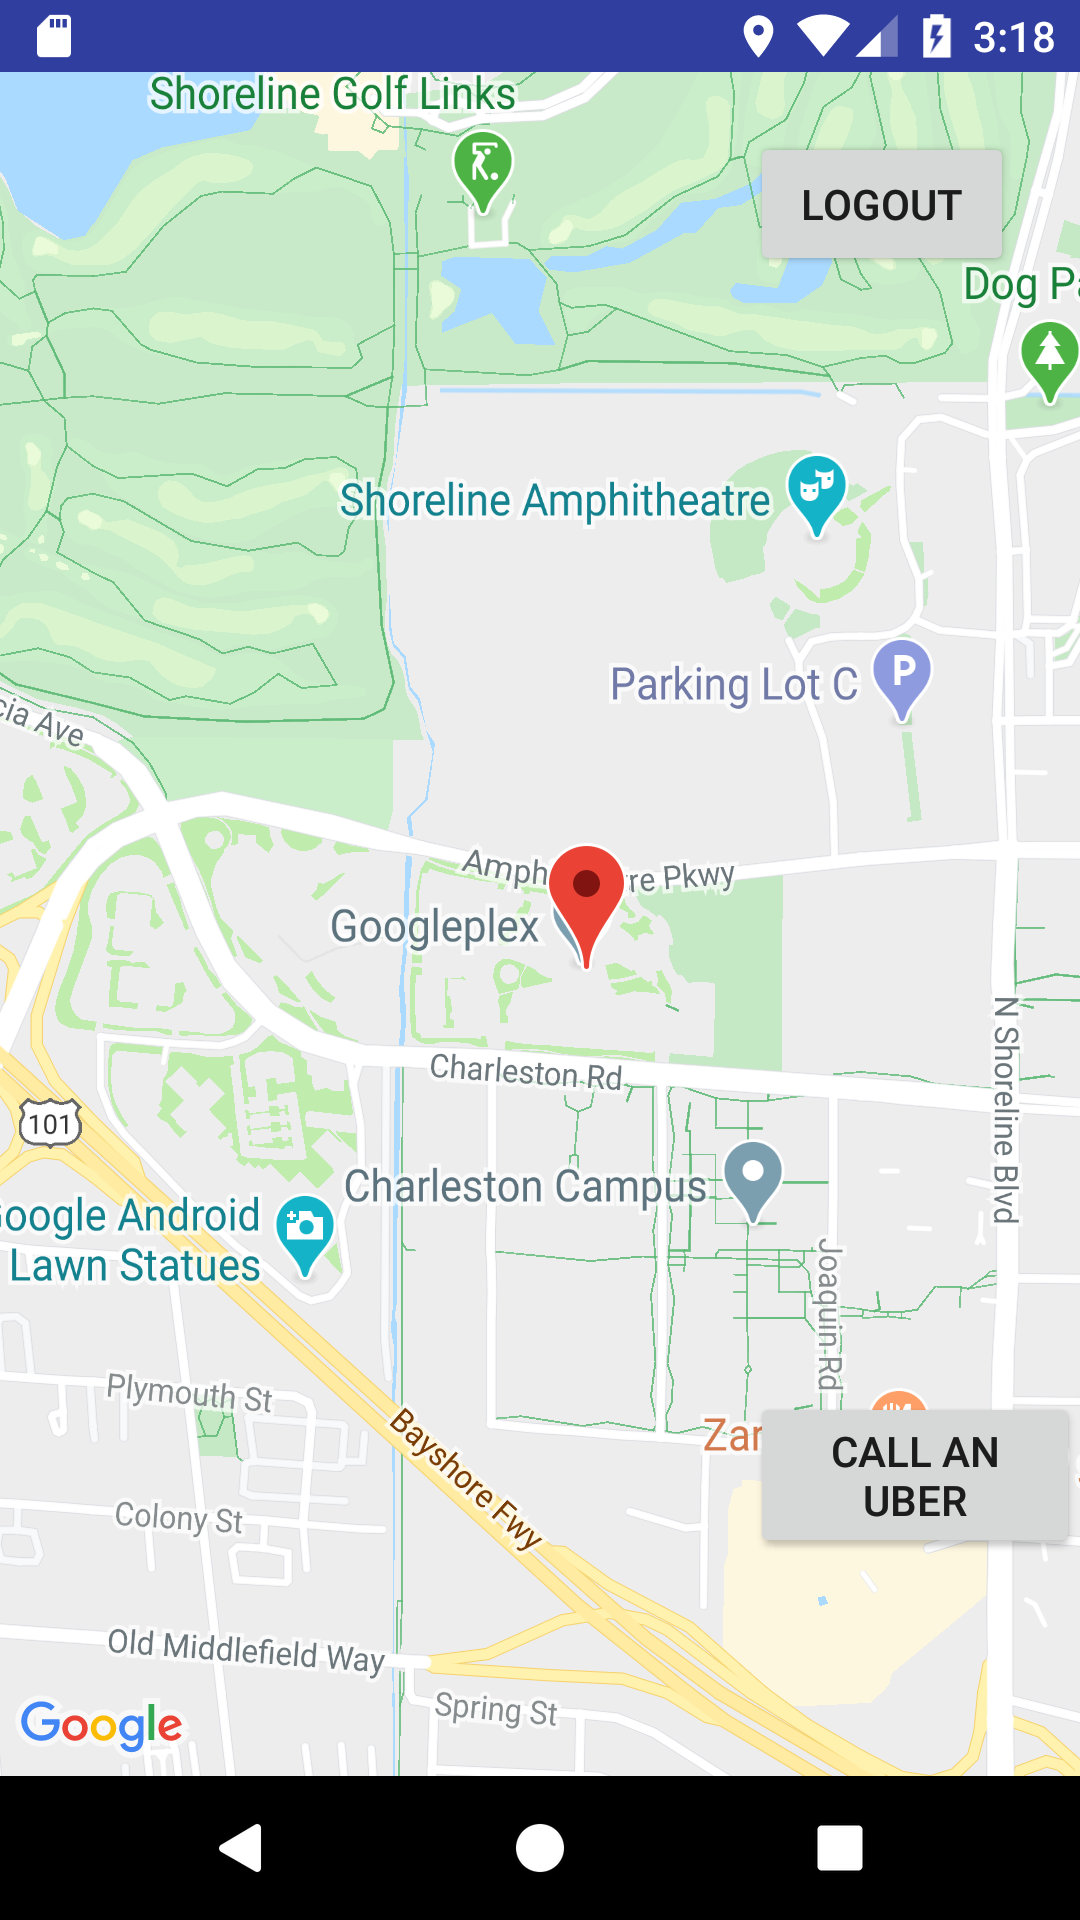 3:18
Shoreline Golf Links
LOGOUT
Dog Pa
Shoreline Amphitheatre
Parking Lot C
P
cia Ave
Amph re Pkwy
Googleplex
N Shoreline Blvd
Charleston Rd
101
Charleston Campus
Google Android
Lawn Statues
Joaquin Rd
Plymouth St
Bayshore Fwy
Zar
CALL AN
UBER
Colony St
Old Middlefield Way
Spring St
Google